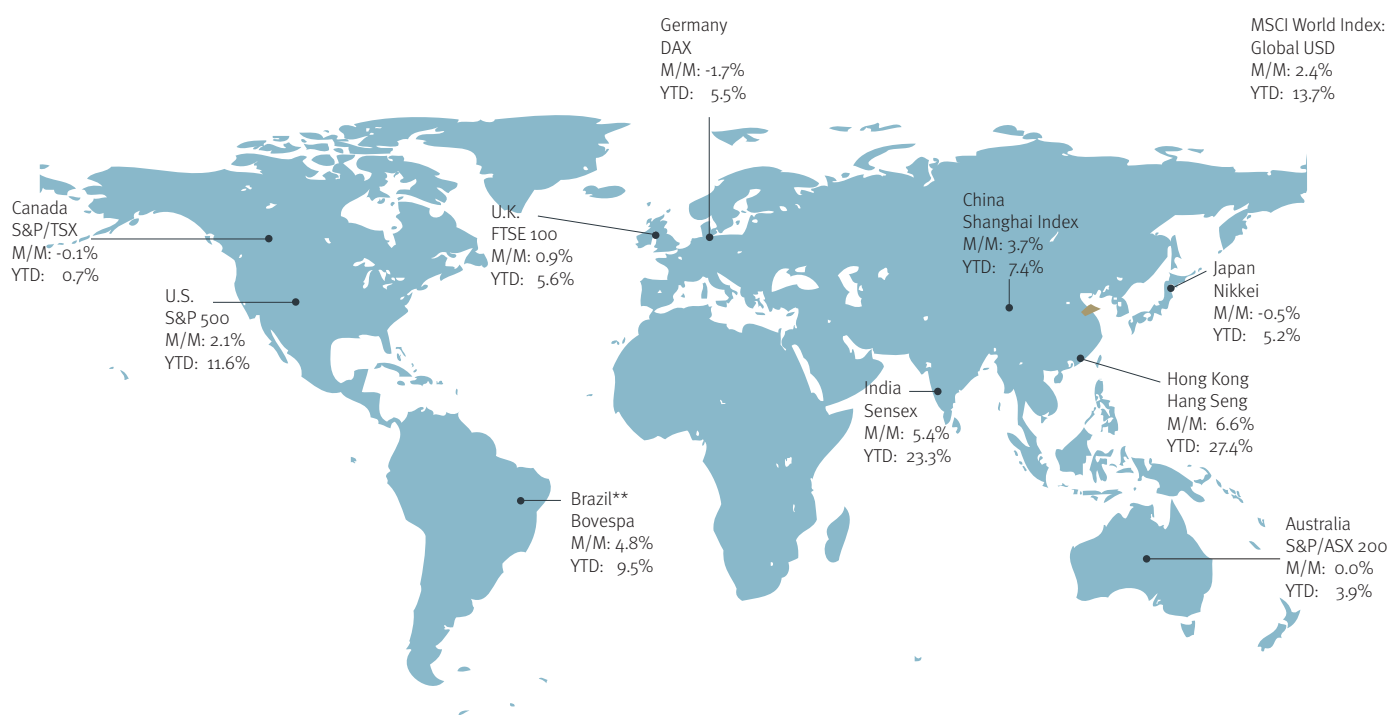 Germany
DAX
M/M: -1.7%
YTD: 5.5%
MSCI World Index:
Global USD
M/M: 2.4%
YTD: 13.7%
Canada
S&P/TSX
M/M: -0.1%
YTD: 0.7%
U.K.
FTSE 100
M/M: 0.9%
YTD: 5.6%
China
Shanghai Index
M/M: 3.7%
YTD: 7.4%
Japan
Nikkei
M/M: -0.5%
YTD: 5.2%
U.S.
S&P 500
M/M: 2.1%
YTD: 11.6%
Hong Kong
Hang Seng
M/M: 6.6%
YTD: 27.4%
India
Sensex
M/M: 5.4%
YTD: 23.3%
Brazil**
Bovespa
M/M: 4.8%
YTD: 9.5%
Australia
S&P/ASX 200
M/M: 0.0%
YTD: 3.9%